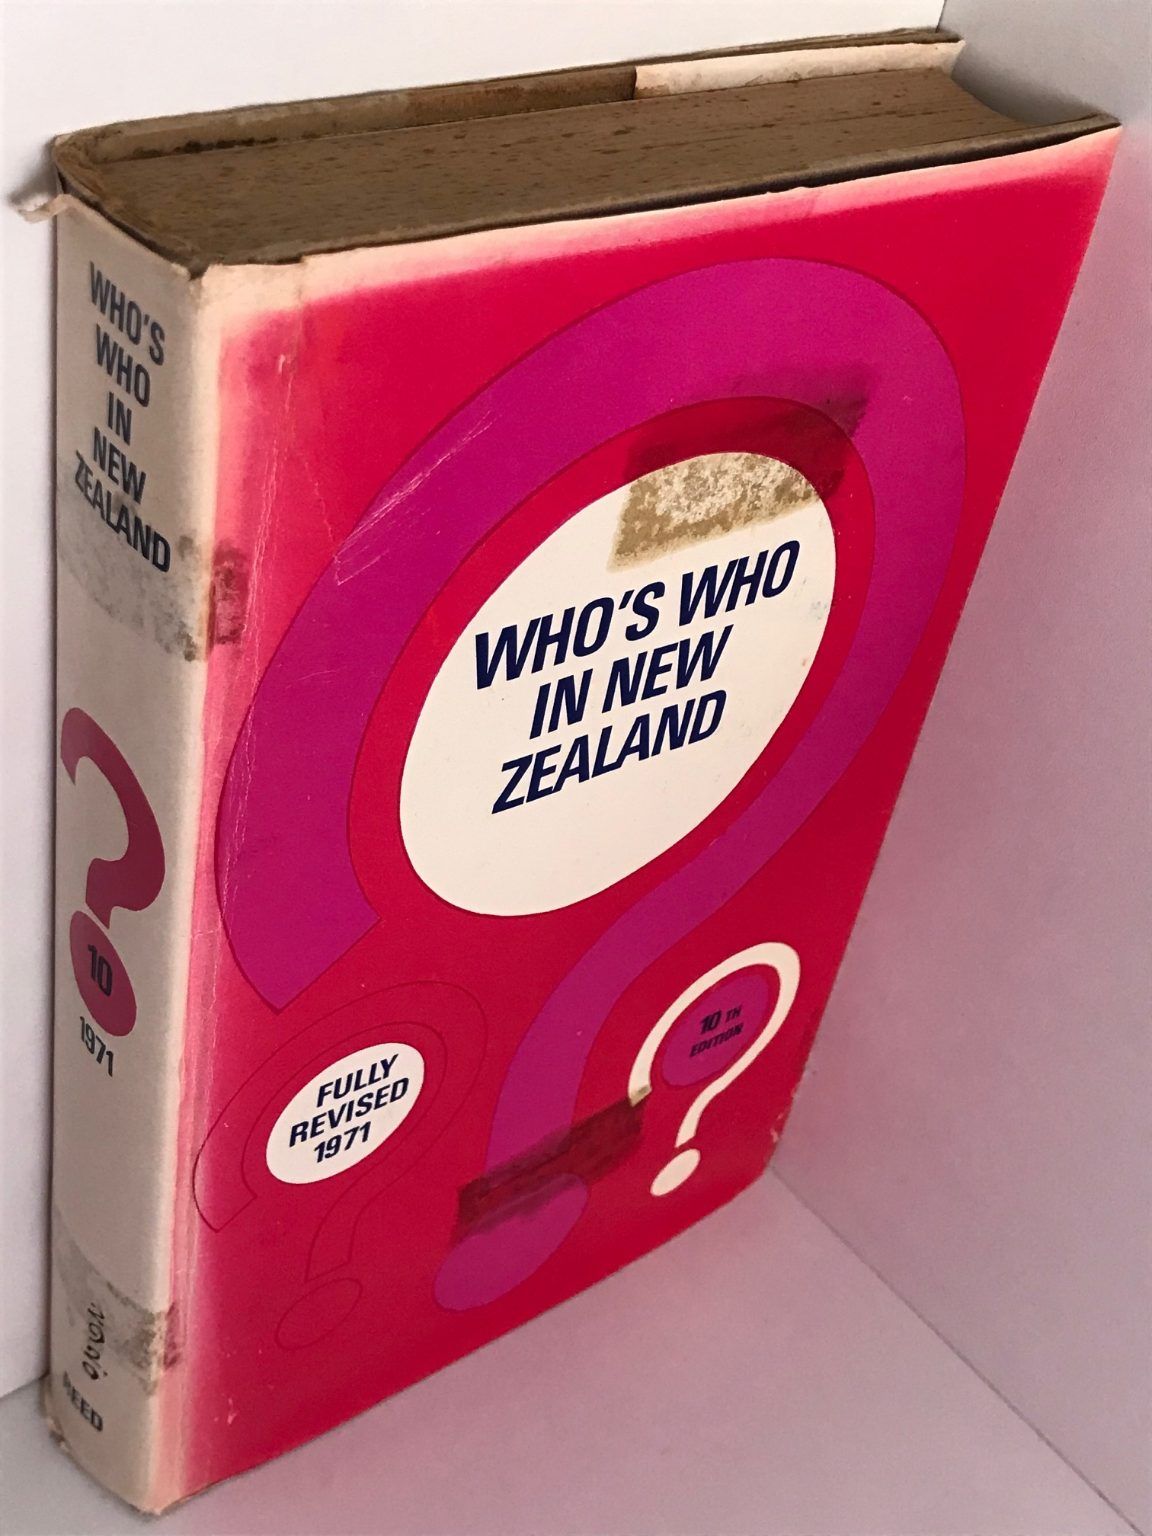 WHO'S
WHO
IN
NEW
ZEALAND
10
1971
REED
WHO'S WHO
IN NEW
ZEALAND
10 TH
EDITION
FULLY
REVISED
1971